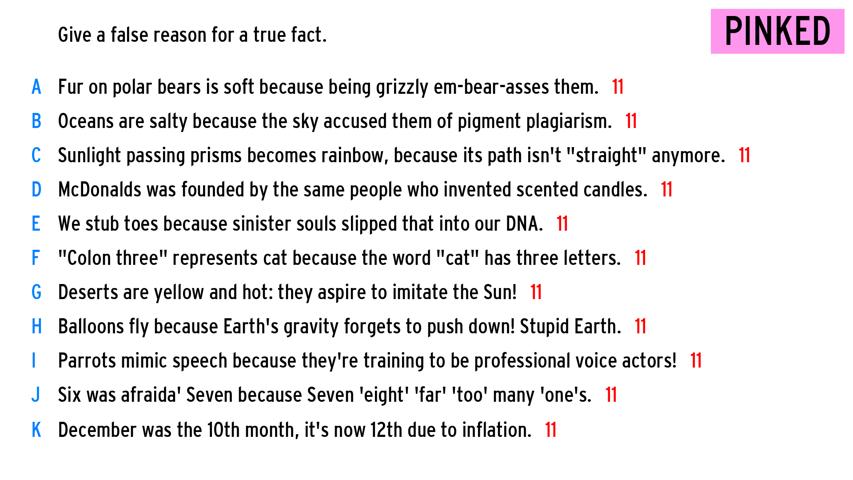 Give a false reason for a true fact.
PINKED
A Fur on polar bears is soft because being grizzly em-bear-asses them. 11
B Oceans are salty because the sky accused them of pigment plagiarism. 11
C Sunlight passing prisms becomes rainbow, because its path isn't "straight" anymore. 11
D McDonalds was founded by the same people who invented scented candles. 11
E We stub toes because sinister souls slipped that into our DNA. 11
F "Colon three" represents cat because the word "cat" has three letters. 11
G Deserts are yellow and hot: they aspire to imitate the Sun! 11
H Balloons fly because Earth's gravity forgets to push down! Stupid Earth. 11
I Parrots mimic speech because they're training to be professional voice actors! 11
J Six was afraida' Seven because Seven 'eight' 'far' 'too' many 'one's. 11
K December was the 10th month, it's now 12th due to inflation. 11